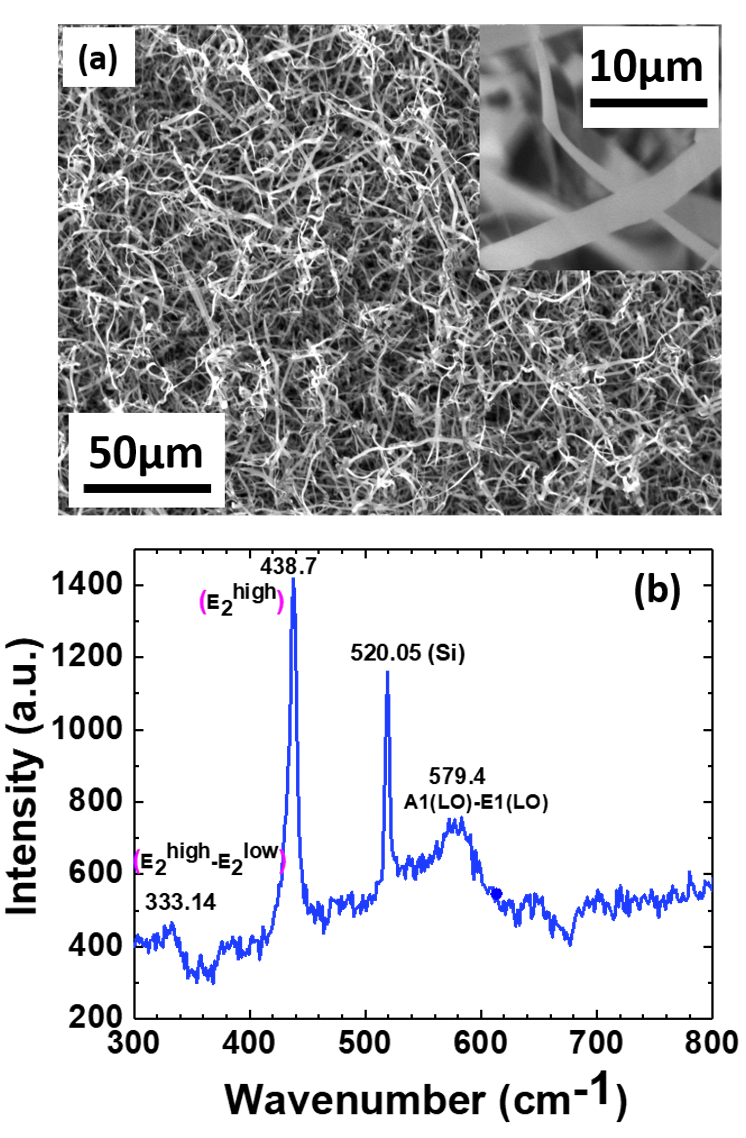 (a)
10µm
50µm
(b)
438.7
(E₂ʰⁱᵍʰ)
520.05 (Si)
579.4
A1(LO)-E1(LO)
(E₂ʰⁱᵍʰ-E₂ˡᵒʷ)
333.14
Intensity (a.u.)
1400
1200
1000
800
600
400
200
300 400 500 600 700 800
Wavenumber (cm-1)